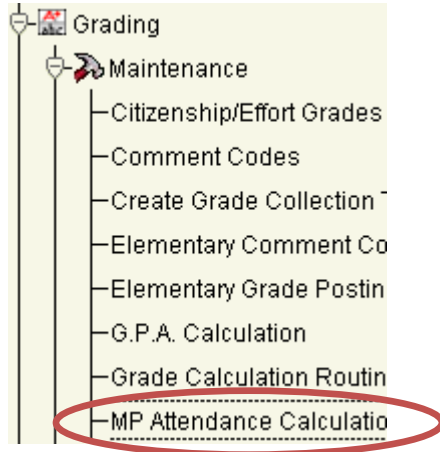 Grading
Maintenance
Citizenship/Effort Grades
Comment Codes
Create Grade Collection
Elementary Comment Co
Elementary Grade Postin
G.P.A. Calculation
Grade Calculation Routin
MP Attendance Calculatio